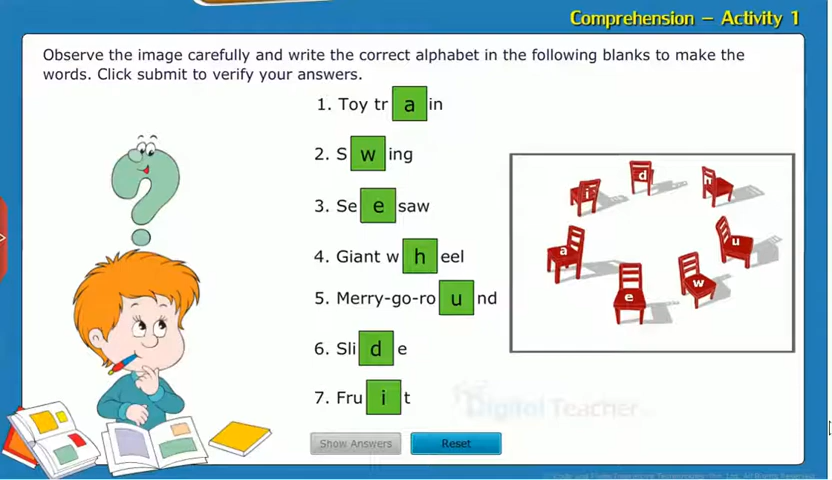 Comprehension – Activity 1
Observe the image carefully and write the correct alphabet in the following blanks to make the
words. Click submit to verify your answers.
1. Toy tr a in
2. S w ing
3. Se e saw
4. Giant w h eel
5. Merry-go-ro u nd
6. Sli d e
7. Fru i t
i
d
a
u
w
e
Show Answers
Reset
Digital Teacher